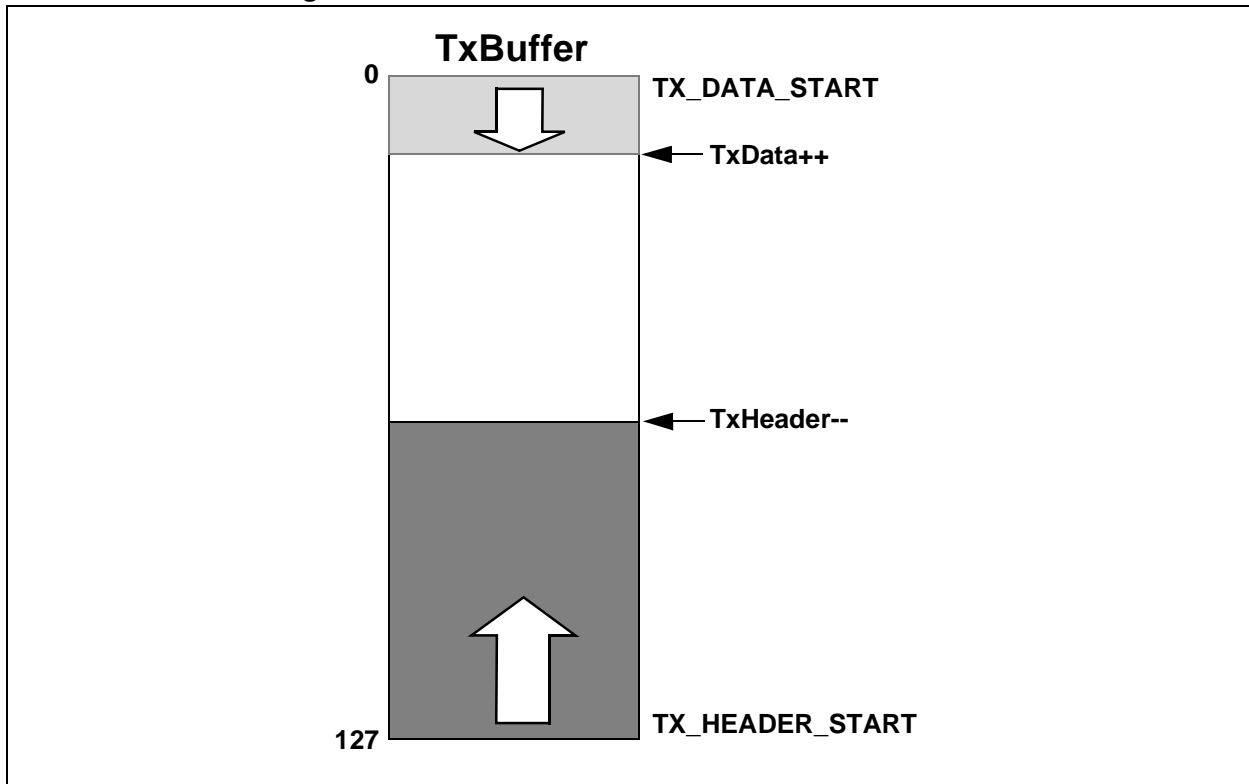 TxBuffer
0
TX_DATA_START
TxData++
TxHeader--
TX_HEADER_START
127